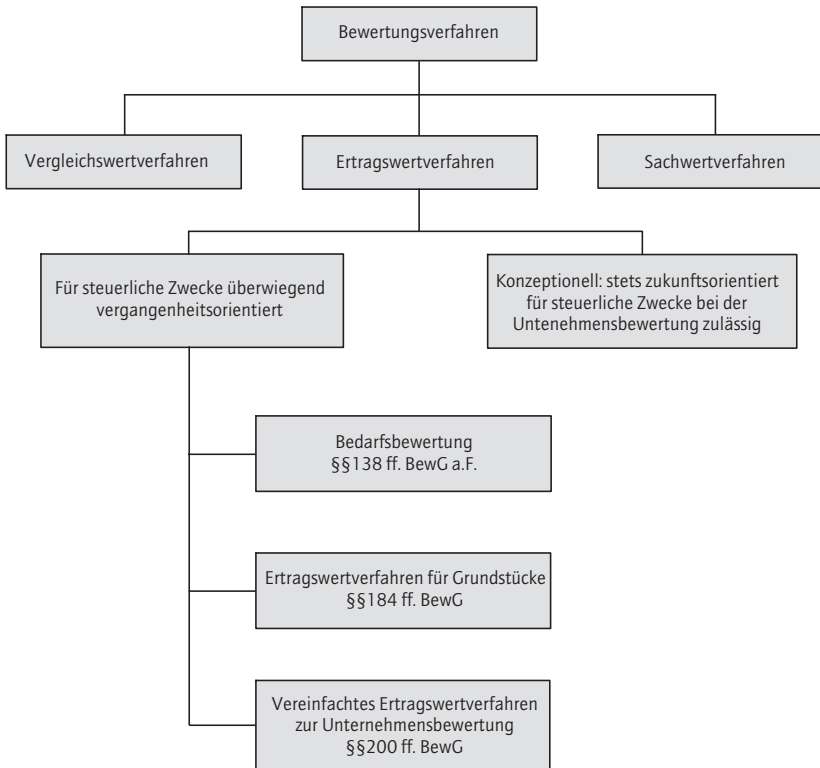 Bewertungsverfahren
Vergleichswertverfahren
Ertragswertverfahren
Sachwertverfahren
Für steuerliche Zwecke überwiegend
vergangenheitsorientiert
Konzeptionell: stets zukunftsorientiert
für steuerliche Zwecke bei der
Untenehmensbewertung zulässig
Bedarfsbewertung
§§138 ff. BewG a.F.
Ertragswertverfahren für Grundstücke
§§184 ff. BewG
Vereinfachtes Ertragswertverfahren
zur Unternehmensbewertung
§§200 ff. BewG